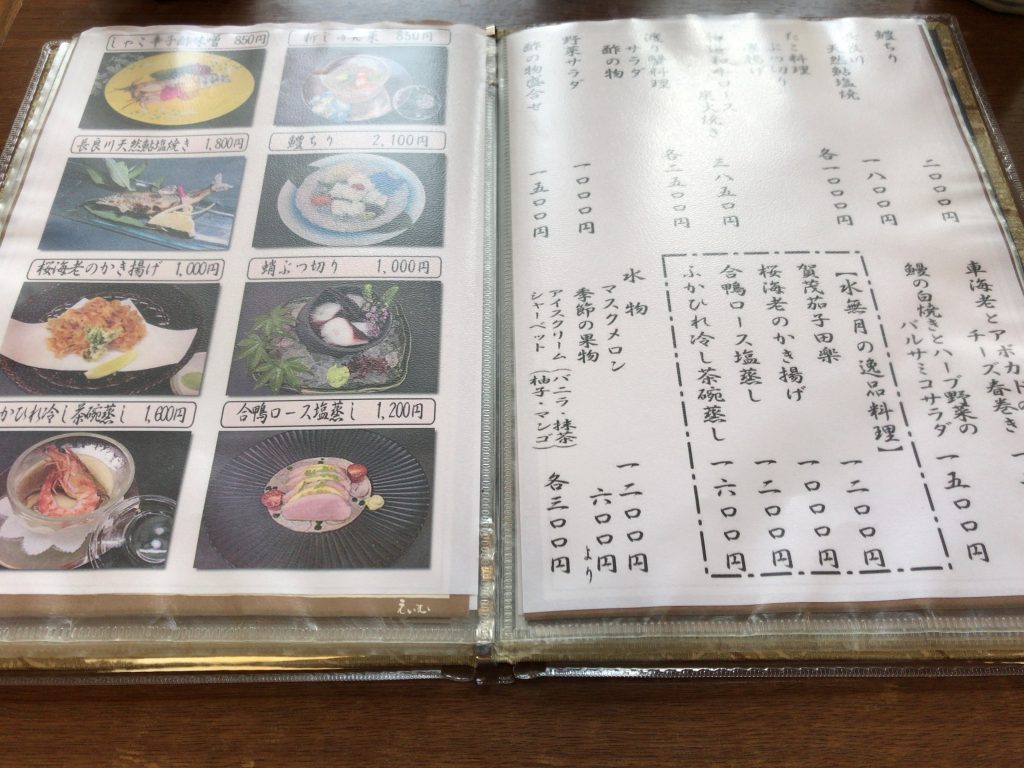 しゃこ辛子酢味噌 850円
新じゅん菜 850円
長良川天然鮎塩焼き 1,800円
鱧ちり 2,100円
桜海老のかき揚げ 1,000円
蛸ぶつ切り 1,000円
かひれ冷し茶碗蒸し 1,600円
合鴨ロース塩蒸し 1,200円
鱧ちり 二〇〇〇円
天然鮎塩焼 一八〇〇円
たこ料理
ぶつ切り
揚げ 各一〇〇〇円
ロース
炭火焼き 三八五〇円
渡り蟹料理
サラダ
酢の物 各二五〇〇円
野菜サラダ 一〇〇〇円
酢の物盛合せ 一五〇〇円
車海老とアボカドの
チーズ春巻き
鰻の白焼きとハーブ野菜の
バルサミコサラダ 一五〇〇円
【水無月の逸品料理】
賀茂茄子田楽 一二〇〇円
桜海老のかき揚げ 一〇〇〇円
合鴨ロース塩蒸し 一二〇〇円
ふかひれ冷し茶碗蒸し 一六〇〇円
水物
マスクメロン 一二〇〇円
季節の果物 六〇〇円より
アイスクリーム(バニラ・抹茶)
シャーベット(柚子・マンゴ) 各三〇〇円